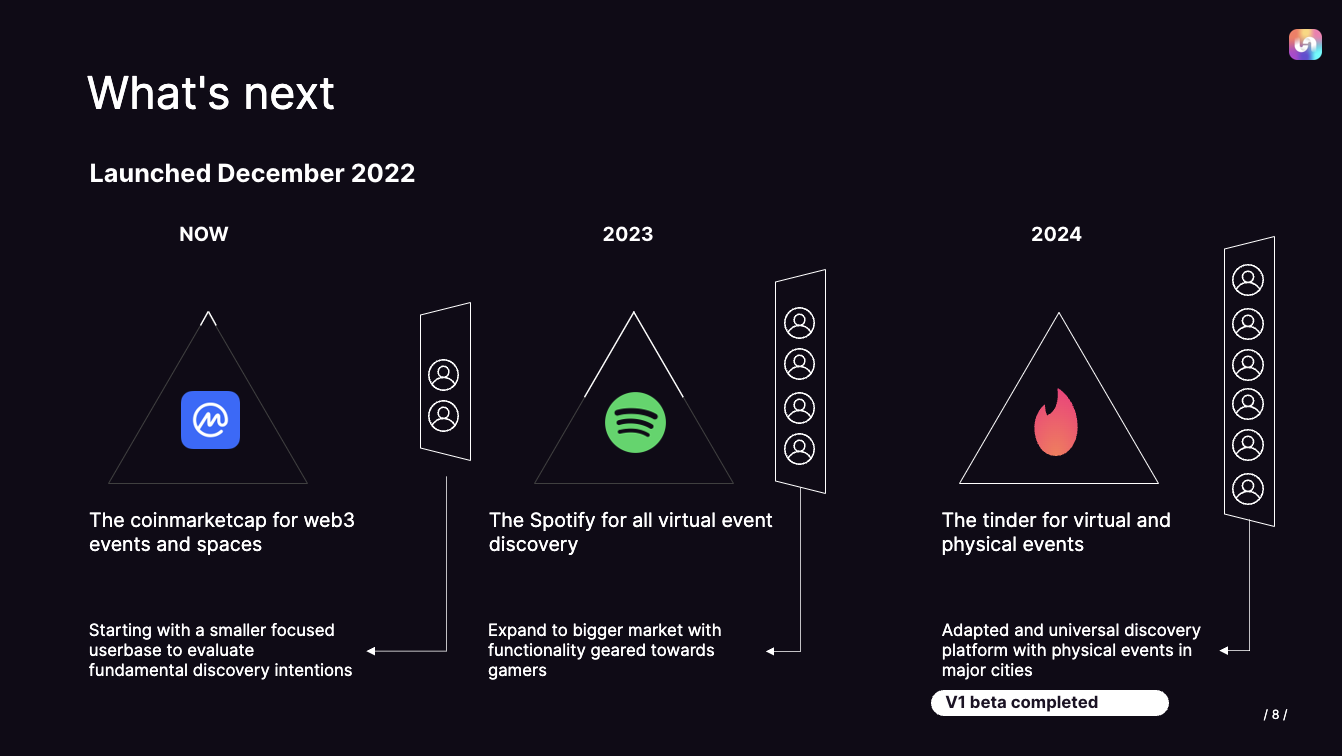 What's next
Launched December 2022
NOW
The coinmarketcap for web3
events and spaces
Starting with a smaller focused
userbase to evaluate
fundamental discovery intentions
2023
The Spotify for all virtual event
discovery
Expand to bigger market with
functionality geared towards
gamers
2024
The tinder for virtual and
physical events
Adapted and universal discovery
platform with physical events in
major cities
V1 beta completed
/ 8 /